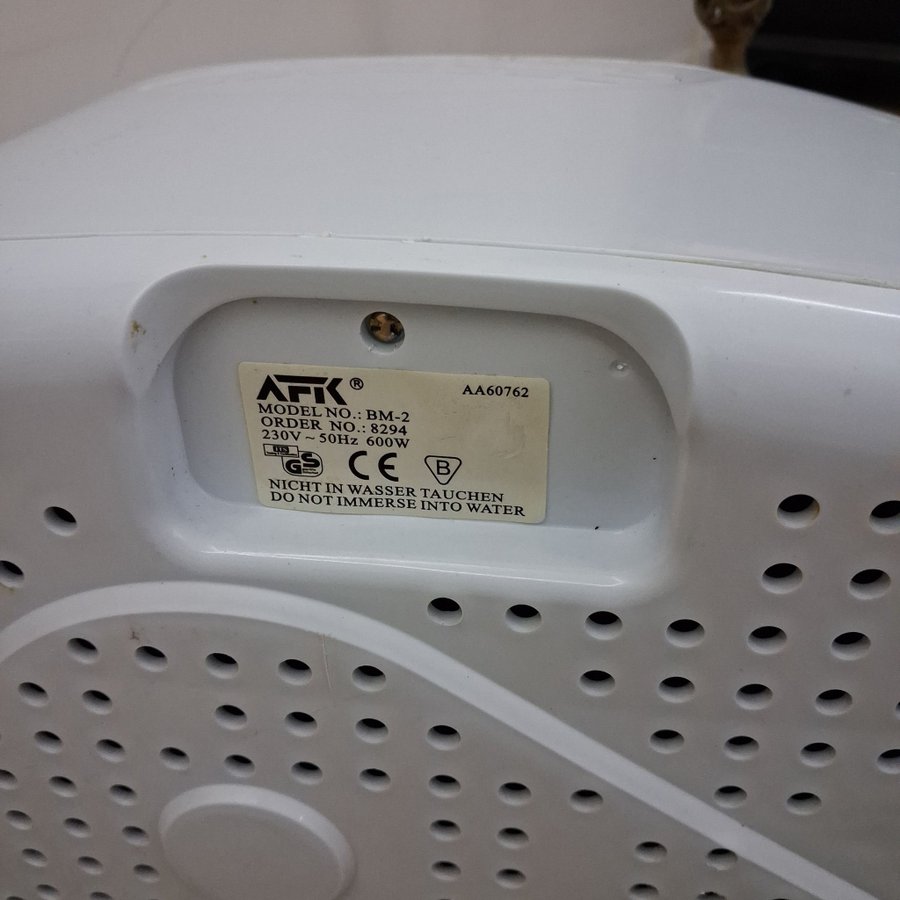 AFK®
AA60762
MODEL NO.: BM-2
ORDER NO.: 8294
230V ~ 50Hz 600W
GS
CE
B
NICHT IN WASSER TAUCHEN
DO NOT IMMERSE INTO WATER